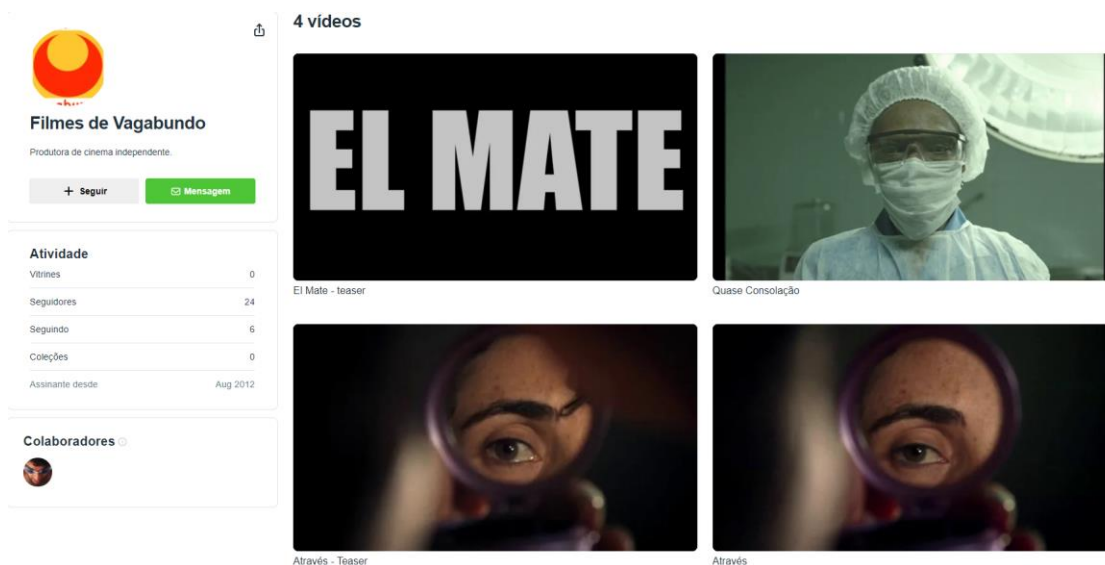 Filmes de Vagabundo
Produtora de cinema independente.
+ Seguir
Mensagem
Atividade
Vitrines 0
Seguidores 24
Seguindo 6
Coleções 0
Assinante desde Aug 2012
Colaboradores
4 vídeos
EL MATE
El Mate - teaser
Quase Consolação
Através - Teaser
Através